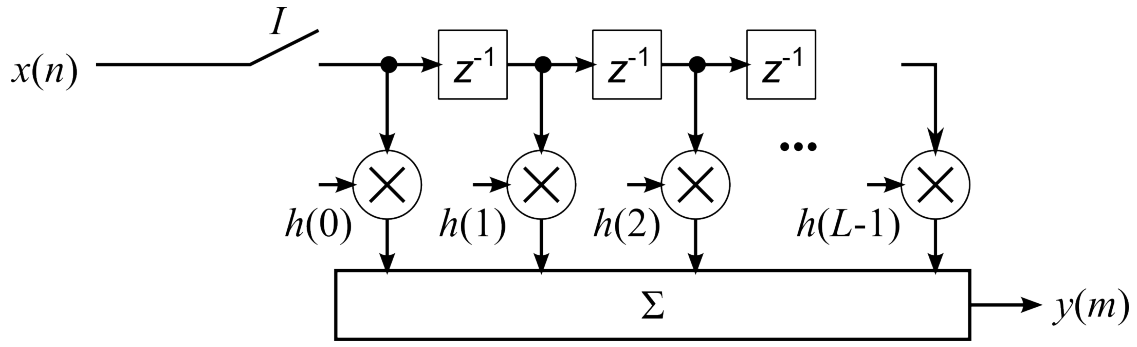 I
x(n)
z⁻¹ z⁻¹ z⁻¹
...
h(0) h(1) h(2) h(L-1)
Σ
y(m)